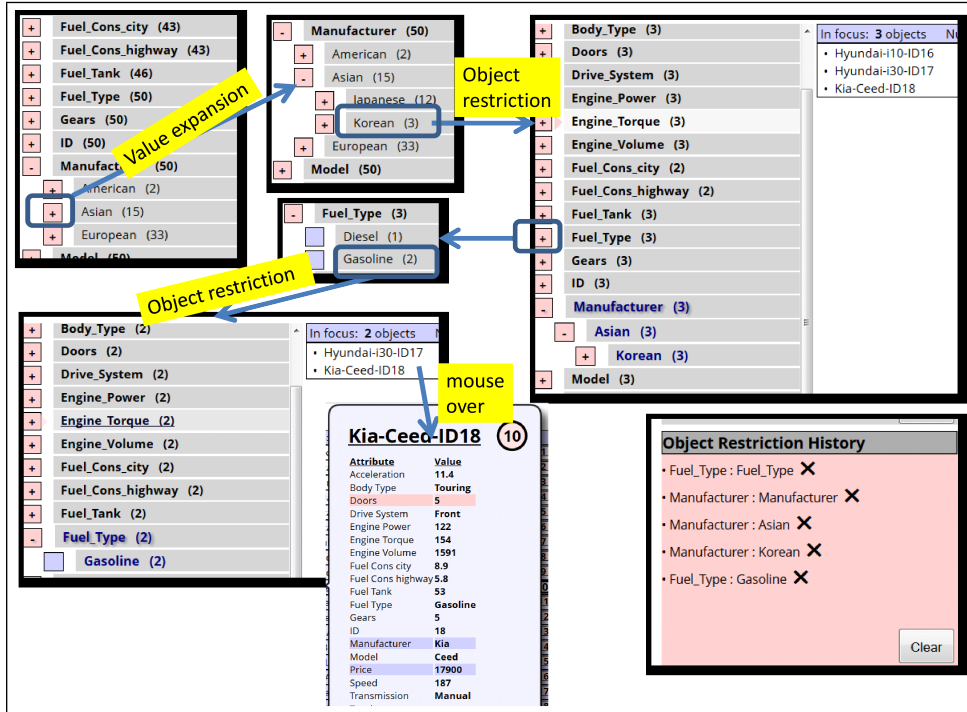 Fuel_Cons_city (43)
Fuel_Cons_highway (43)
Fuel_Tank (46)
Fuel_Type (50)
Gears (50)
ID (50)
(50)
American (2)
Asian (15)
European (33)
Value expansion
Manufacturer (50)
American (2)
Asian (15)
Japanese (12)
Korean (3)
European (33)
Model (50)
Object
restriction
Body_Type (3)
Doors (3)
Drive_System (3)
Engine_Power (3)
Engine_Torque (3)
Engine_Volume (3)
Fuel_Cons_city (2)
Fuel_Cons_highway (2)
Fuel_Tank (3)
Fuel_Type (3)
Gears (3)
ID (3)
Manufacturer (3)
Asian (3)
Korean (3)
Model (3)
In focus: 3 objects
• Hyundai-i10-ID16
• Hyundai-i30-ID17
• Kia-Ceed-ID18
Fuel_Type (3)
Diesel (1)
Gasoline (2)
Object restriction
Body_Type (2)
Doors (2)
Drive_System (2)
Engine_Power (2)
Engine_Torque (2)
Engine_Volume (2)
Fuel_Cons_city (2)
Fuel_Cons_highway (2)
Fuel_Tank (2)
Fuel_Type (2)
Gasoline (2)
In focus: 2 objects
• Hyundai-i30-ID17
• Kia-Ceed-ID18
mouse
over
Kia-Ceed-ID18 10
Attribute Value
Acceleration 11.4
Body Type Touring
Doors 5
Drive System Front
Engine Power 122
Engine Torque 154
Engine Volume 1591
Fuel Cons city 8.9
Fuel Cons highway 5.8
Fuel Tank 53
Fuel Type Gasoline
Gears 5
ID 18
Manufacturer Kia
Model Ceed
Price 17900
Speed 187
Transmission Manual
Object Restriction History
• Fuel_Type : Fuel_Type ✕
• Manufacturer : Manufacturer ✕
• Manufacturer : Asian ✕
• Manufacturer : Korean ✕
• Fuel_Type : Gasoline ✕
Clear